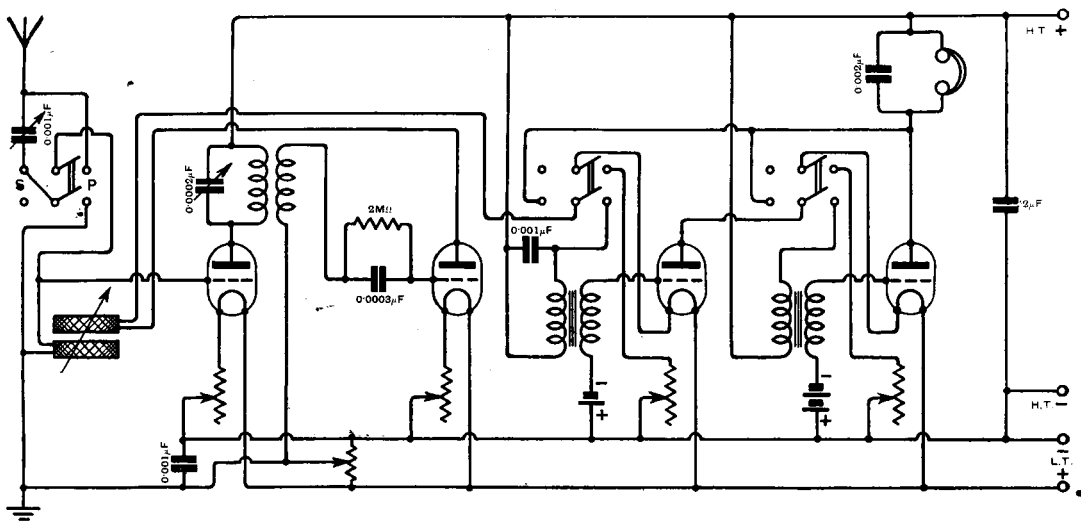 H.T. +
0·001μF
S
P
0·0002μF
2MΩ
0·0003μF
0·001μF
0·002μF
2μF
-
+
-
+
H.T. -
-
L.T.
+
0·001μF